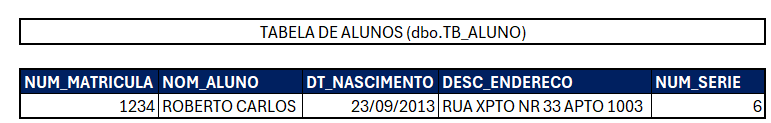 TABELA DE ALUNOS (dbo.TB_ALUNO)
NUM_MATRICULA NOM_ALUNO DT_NASCIMENTO DESC_ENDERECO NUM_SERIE
1234 ROBERTO CARLOS 23/09/2013 RUA XPTO NR 33 APTO 1003 6